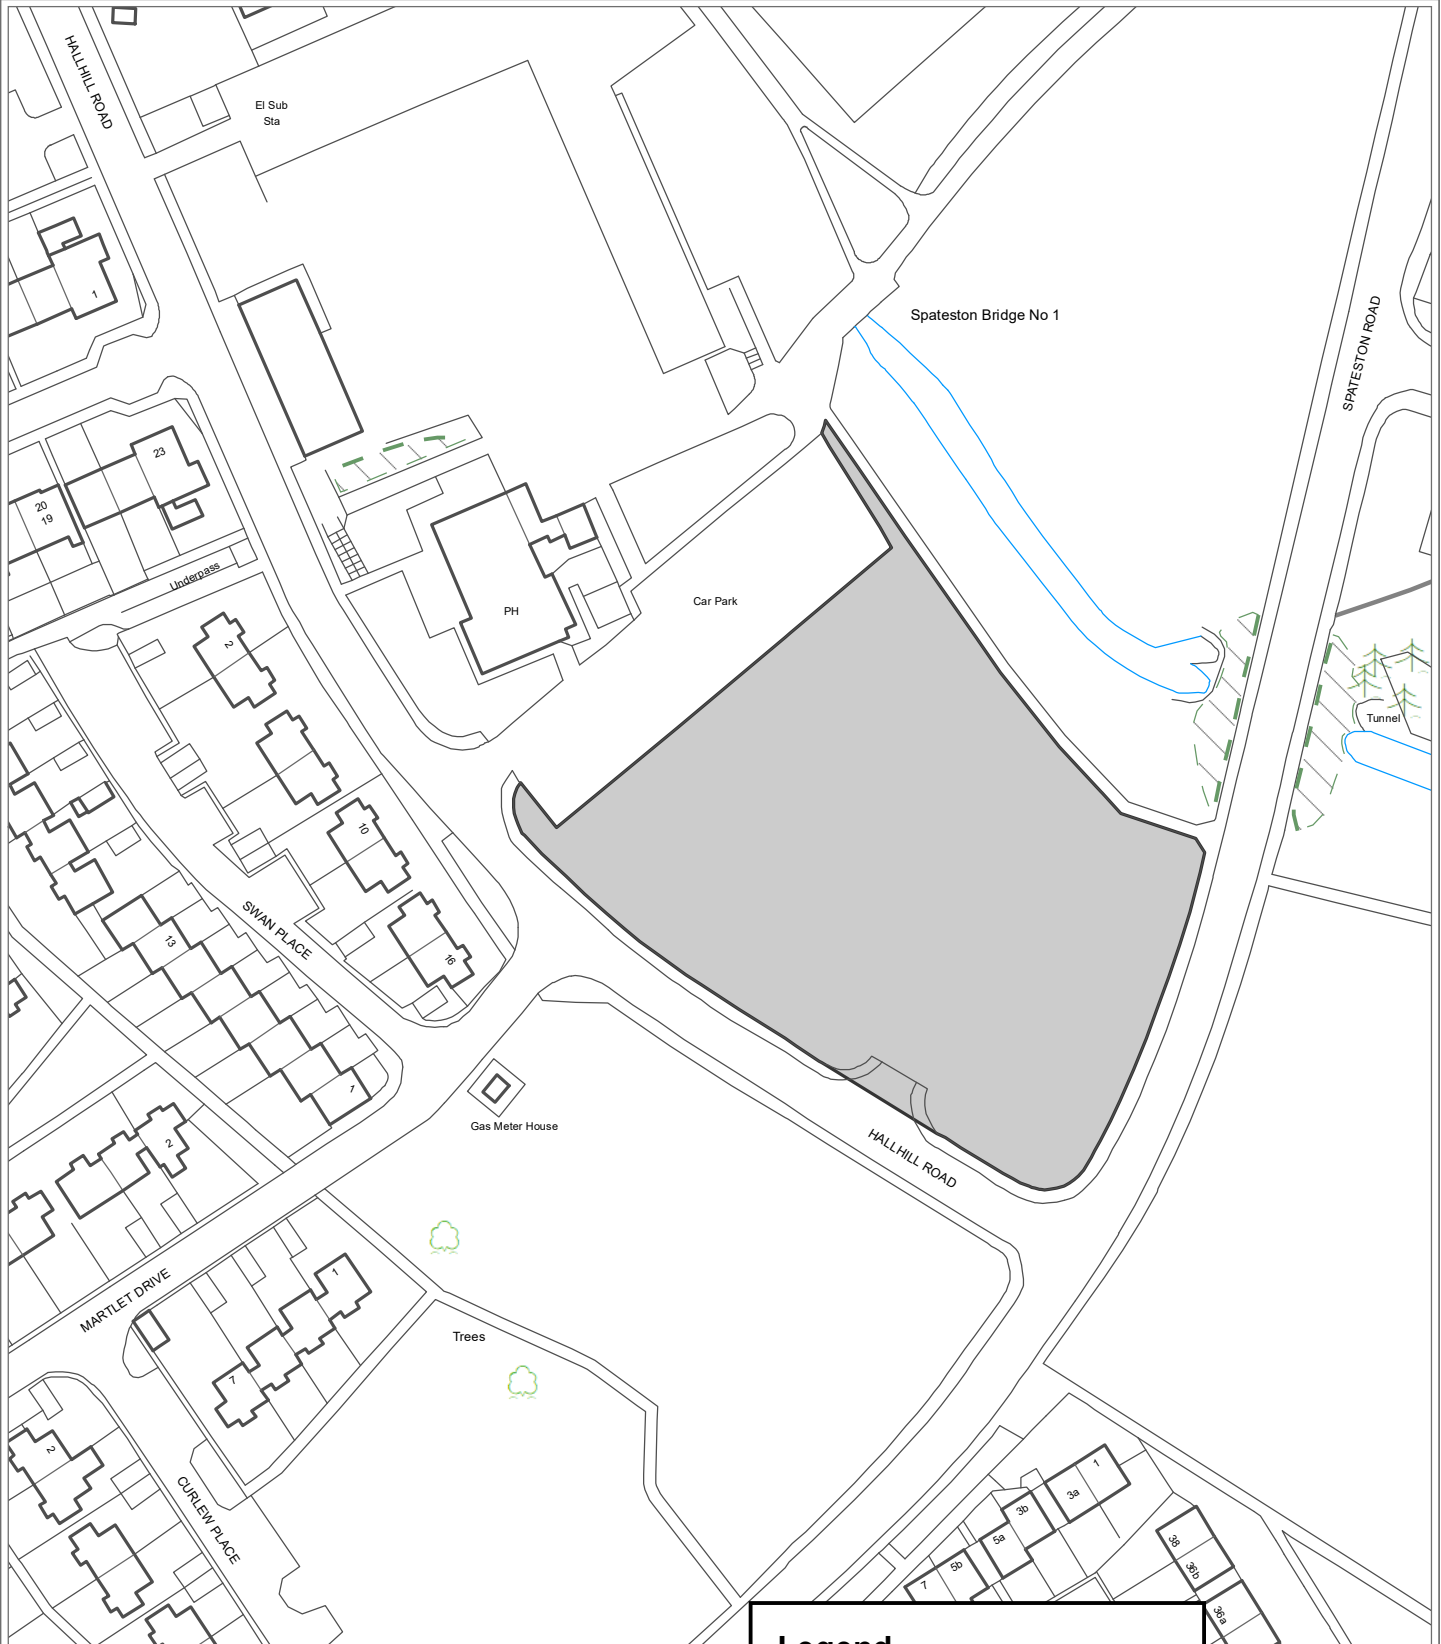 HALLHILL ROAD
El Sub
Sta
1
Spateston Bridge No 1
SPATESTON ROAD
23
20
19
Underpass
PH
Car Park
2
Tunnel
10
SWAN PLACE
16
13
1
Gas Meter House
2
HALLHILL ROAD
MARTLET DRIVE
1
Trees
7
2
CURLEW PLACE
1
3a
3b
5a
5b
7
38
36b
36a
Legend